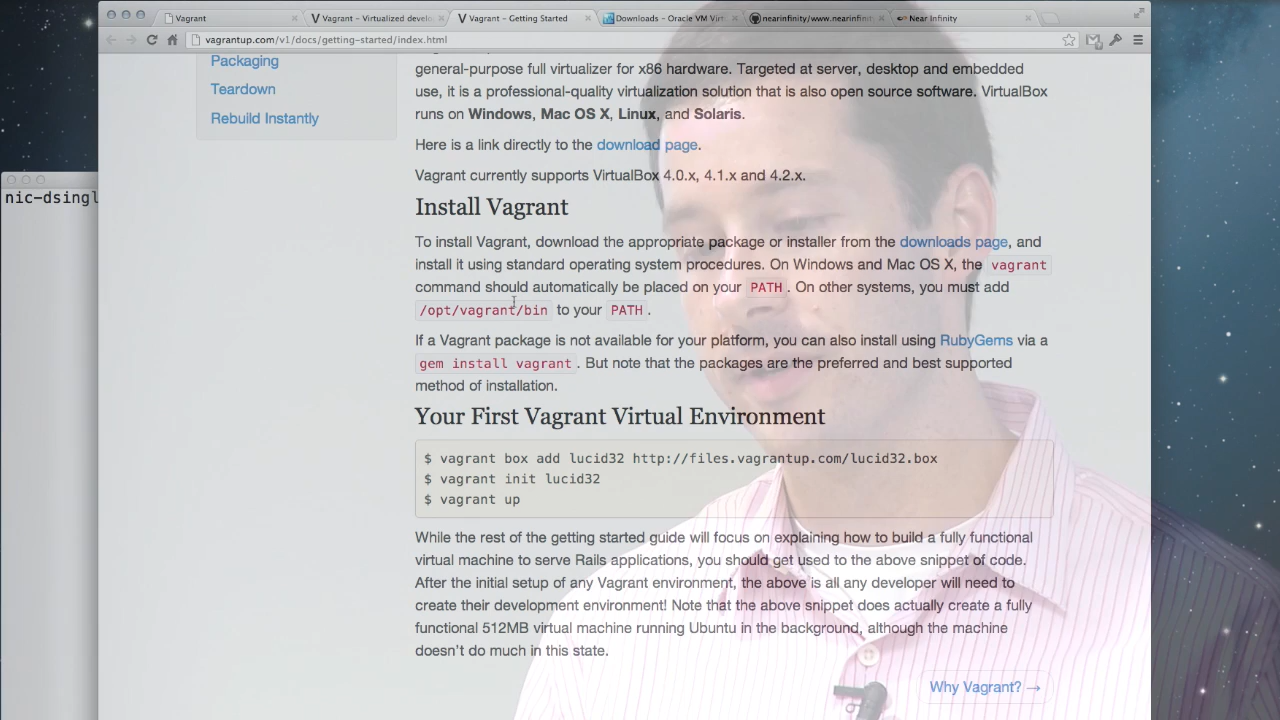 Vagrant
Vagrant - Virtualized develo
Vagrant - Getting Started
Downloads - Oracle VM Virt
nearinfinity/www.nearinfinit
Near Infinity
vagrantup.com/v1/docs/getting-started/index.html
Packaging
Teardown
Rebuild Instantly
nic-dsingl
general-purpose full virtualizer for x86 hardware. Targeted at server, desktop and embedded
use, it is a professional-quality virtualization solution that is also open source software. VirtualBox
runs on Windows, Mac OS X, Linux, and Solaris.
Here is a link directly to the download page.
Vagrant currently supports VirtualBox 4.0.x, 4.1.x and 4.2.x.
Install Vagrant
To install Vagrant, download the appropriate package or installer from the downloads page, and
install it using standard operating system procedures. On Windows and Mac OS X, the vagrant
command should automatically be placed on your PATH . On other systems, you must add
/opt/vagrant/bin to your PATH .
If a Vagrant package is not available for your platform, you can also install using RubyGems via a
gem install vagrant . But note that the packages are the preferred and best supported
method of installation.
Your First Vagrant Virtual Environment
$ vagrant box add lucid32 http://files.vagrantup.com/lucid32.box
$ vagrant init lucid32
$ vagrant up
While the rest of the getting started guide will focus on explaining how to build a fully functional
virtual machine to serve Rails applications, you should get used to the above snippet of code.
After the initial setup of any Vagrant environment, the above is all any developer will need to
create their development environment! Note that the above snippet does actually create a fully
functional 512MB virtual machine running Ubuntu in the background, although the machine
doesn't do much in this state.
Why Vagrant? →